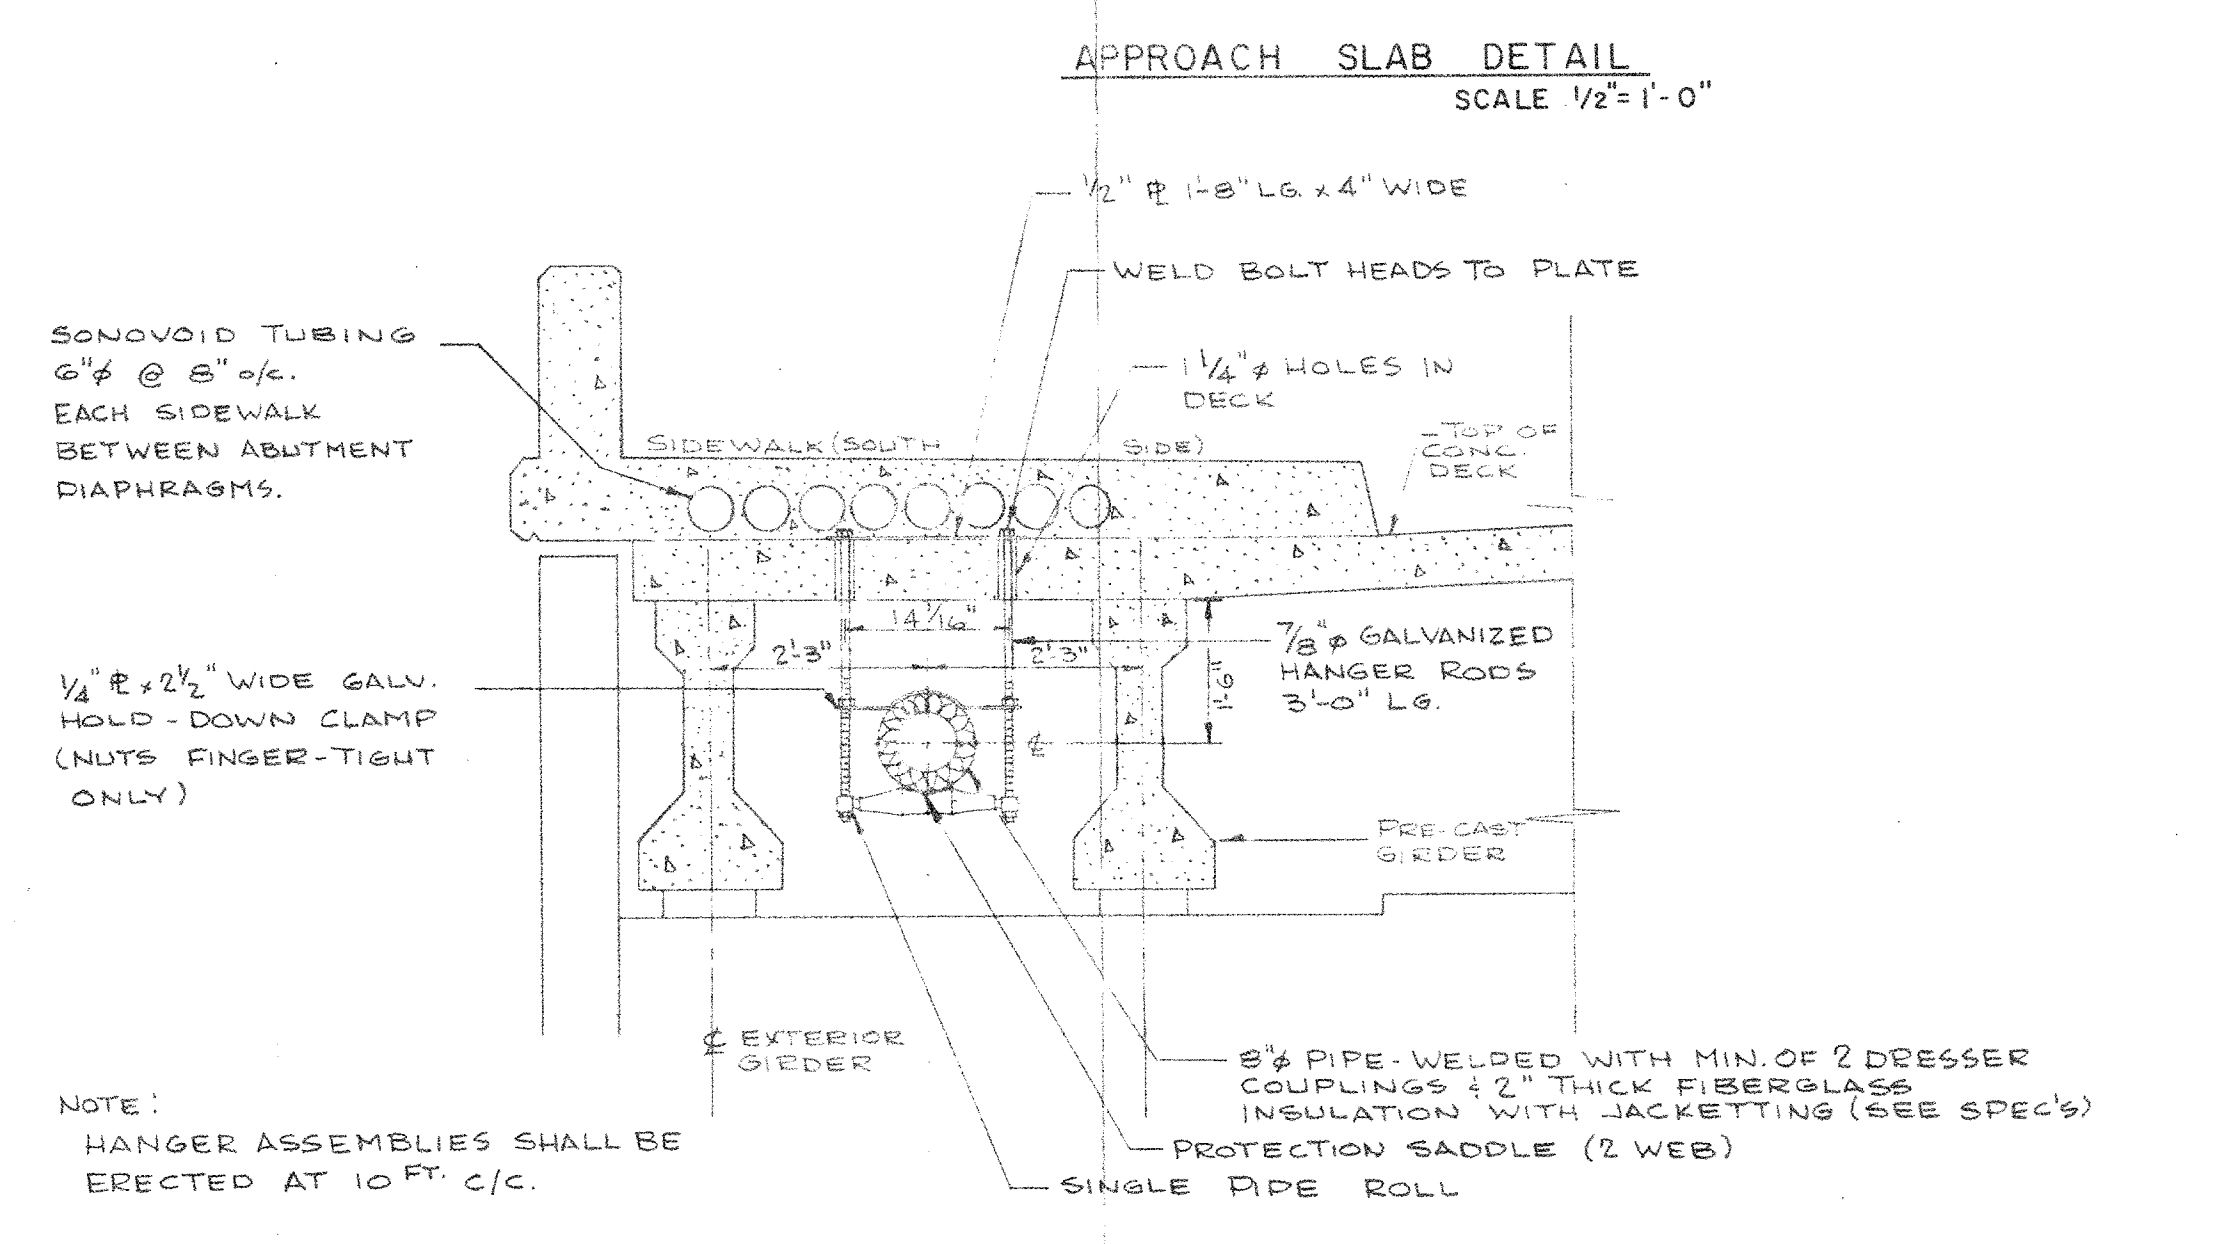 APPROACH SLAB DETAIL
SCALE 1/2"= 1'-0"
1/2" ⅊ 1'-8" LG. x 4" WIDE
WELD BOLT HEADS TO PLATE
1 1/4" ø HOLES IN
DECK
SONOVOID TUBING
6"ø @ 8" o/c.
EACH SIDEWALK
BETWEEN ABUTMENT
DIAPHRAGMS.
SIDEWALK (SOUTH SIDE)
TOP OF
CONC.
DECK
14 1/16"
2'-3"
2'-3"
1'-6"
7/8"ø GALVANIZED
HANGER RODS
3'-0" LG.
1/4" ⅊ x 2 1/2" WIDE GALV.
HOLD-DOWN CLAMP
(NUTS FINGER-TIGHT
ONLY)
℄
PRE-CAST
GIRDER
℄ EXTERIOR
GIRDER
8"ø PIPE-WELDED WITH MIN. OF 2 DRESSER
COUPLINGS & 2" THICK FIBERGLASS
INSULATION WITH JACKETTING (SEE SPEC'S)
PROTECTION SADDLE (2 WEB)
SINGLE PIPE ROLL
NOTE:
HANGER ASSEMBLIES SHALL BE
ERECTED AT 10 FT. C/C.